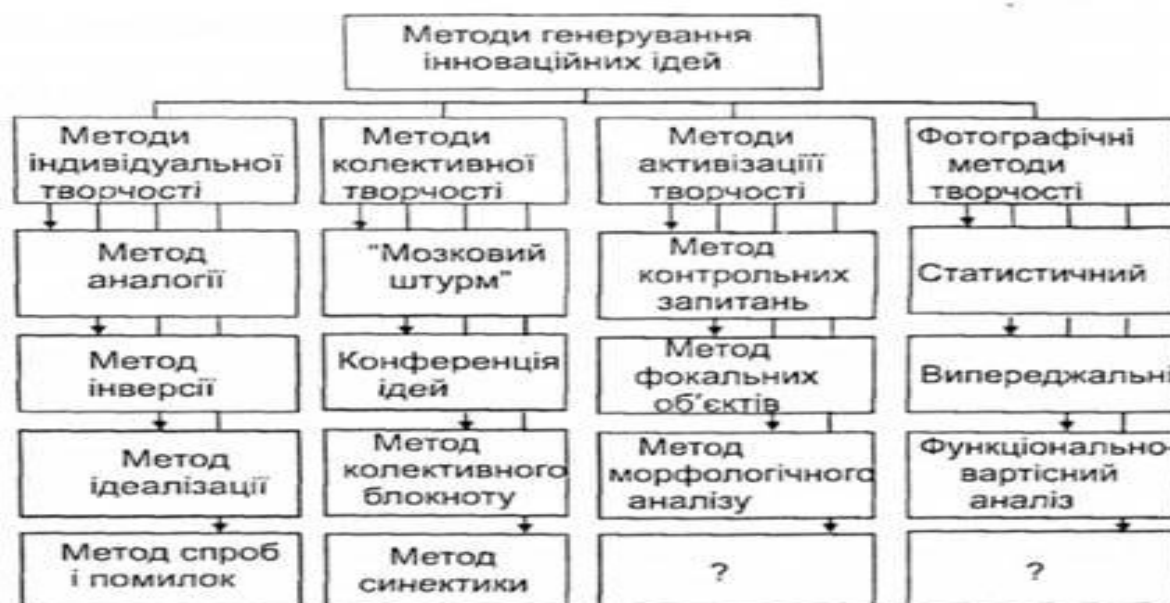 Методи генерування
інноваційних ідей
Методи
індивідуальної
творчості
Методи
колективної
творчості
Методи
активізаціїї
творчості
Фотографічні
методи
творчості
Метод
аналогії
"Мозковий
штурм"
Метод
контрольних
запитань
Статистичний
Метод
інверсії
Конференція
ідей
Метод
фокальних
об'єктів
Випереджальні
Метод
ідеалізації
Метод
колективного
блокноту
Метод
морфологічного
аналізу
Функціонально-
вартісний
аналіз
Метод спроб
і помилок
Метод
синектики
?
?